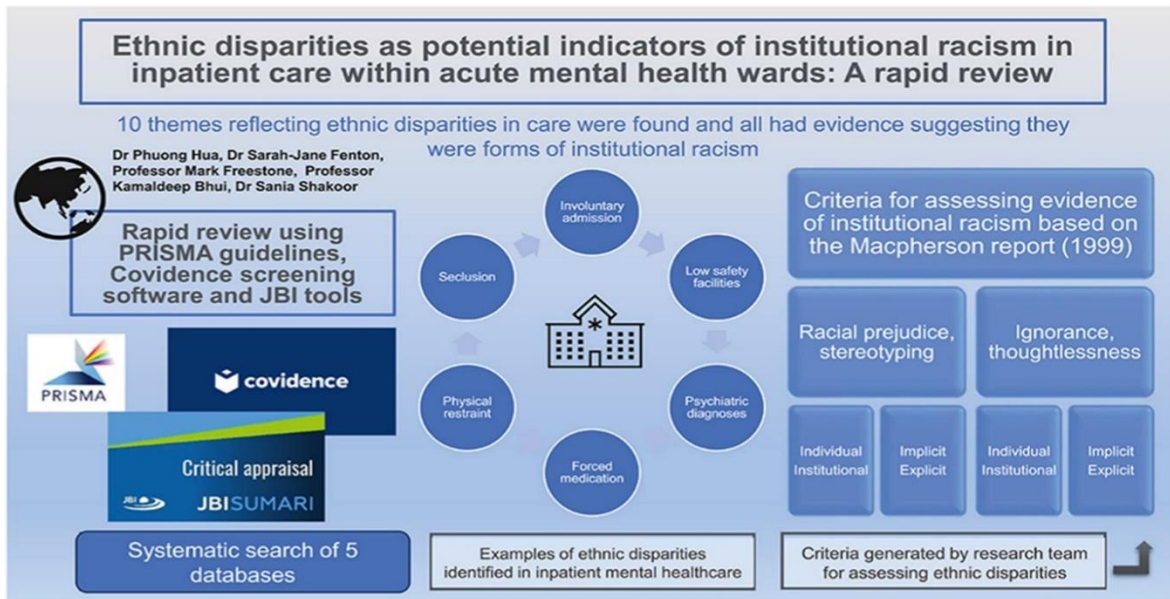 Ethnic disparities as potential indicators of institutional racism in
inpatient care within acute mental health wards: A rapid review
10 themes reflecting ethnic disparities in care were found and all had evidence suggesting they
were forms of institutional racism
Dr Phuong Hua, Dr Sarah-Jane Fenton,
Professor Mark Freestone, Professor
Kamaldeep Bhui, Dr Sania Shakoor
Rapid review using
PRISMA guidelines,
Covidence screening
software and JBI tools
PRISMA
covidence
Critical appraisal
JBI
JBISUMARI
Systematic search of 5
databases
Involuntary
admission
Low safety
facilities
Psychiatric
diagnoses
Forced
medication
Physical
restraint
Seclusion
Examples of ethnic disparities
identified in inpatient mental healthcare
Criteria for assessing evidence
of institutional racism based on
the Macpherson report (1999)
Racial prejudice,
stereotyping
Ignorance,
thoughtlessness
Individual
Institutional
Implicit
Explicit
Individual
Institutional
Implicit
Explicit
Criteria generated by research team
for assessing ethnic disparities